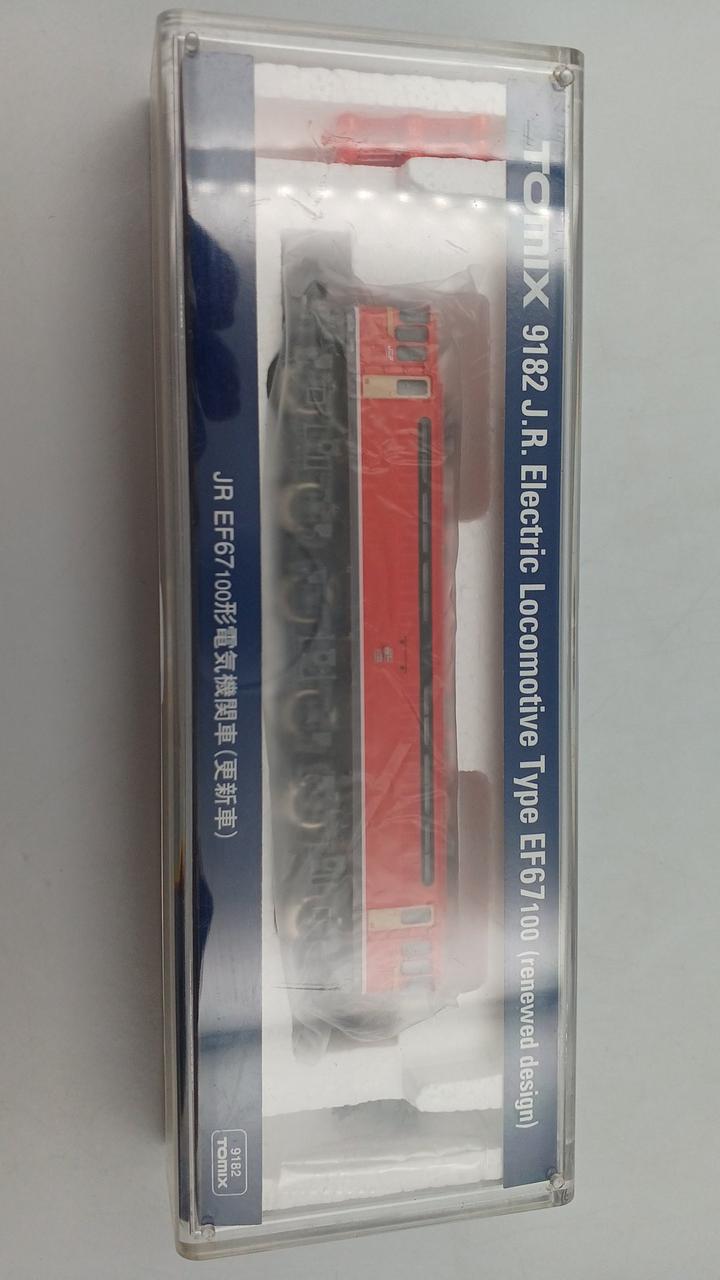 TOMIX 9182 J.R. Electric Locomotive Type EF67100 (renewed design)
JR EF67100形電気機関車(更新車)
9182
TOMIX